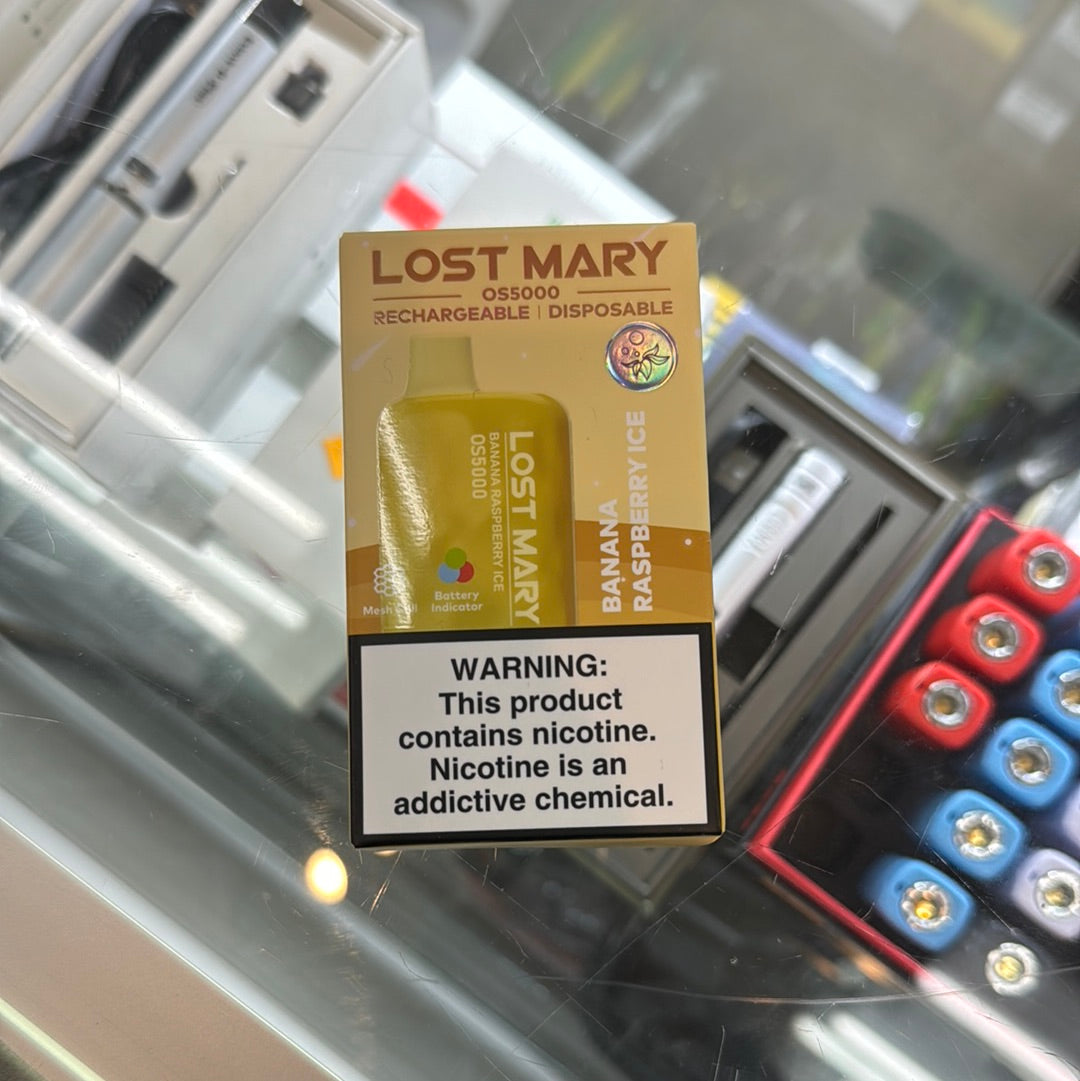 LOST MARY
OS5000
RECHARGEABLE | DISPOSABLE
LOST MARY
BANANA RASPBERRY ICE
OS5000
BANANA
RASPBERRY ICE
Mesh
Battery
Indicator
WARNING:
This product
contains nicotine.
Nicotine is an
addictive chemical.